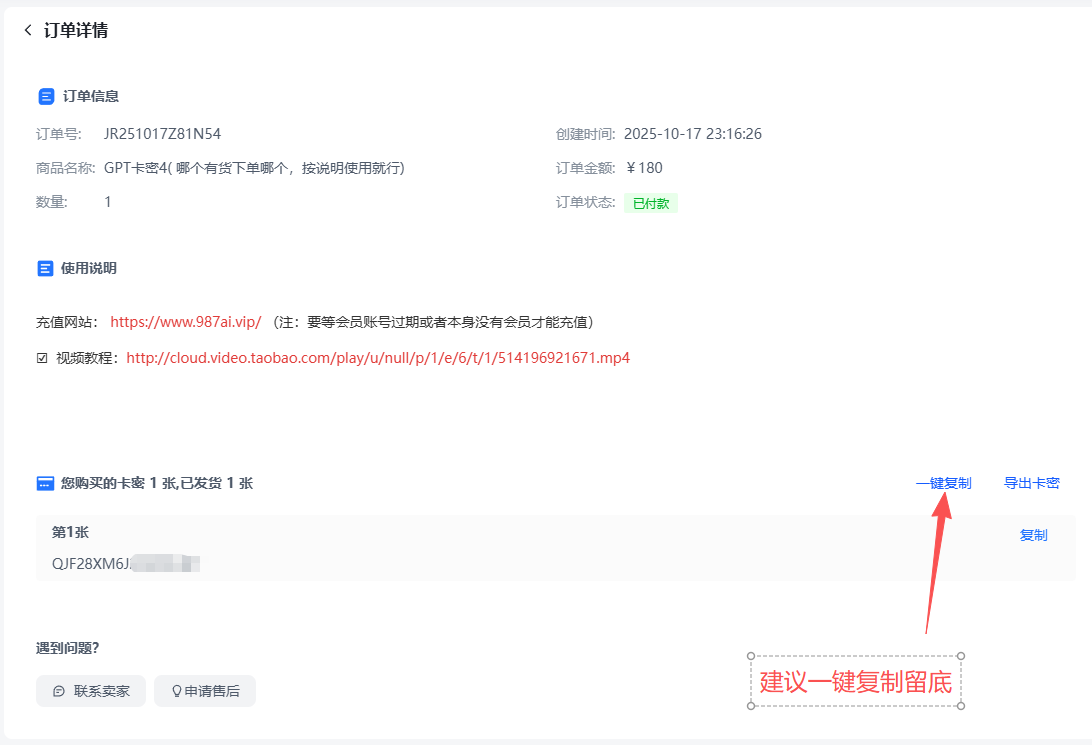 订单详情
订单信息
订单号: JR251017Z81N54
创建时间: 2025-10-17 23:16:26
商品名称: GPT卡密4( 哪个有货下单哪个，按说明使用就行)
订单金额: ￥180
数量: 1
订单状态: 已付款
使用说明
充值网站： https://www.987ai.vip/ （注：要等会员账号过期或者本身没有会员才能充值）
☑ 视频教程：http://cloud.video.taobao.com/play/u/null/p/1/e/6/t/1/514196921671.mp4
您购买的卡密 1 张,已发货 1 张
一键复制 导出卡密
第1张
复制
QJF28XM6J
遇到问题?
建议一键复制留底
联系卖家 申请售后